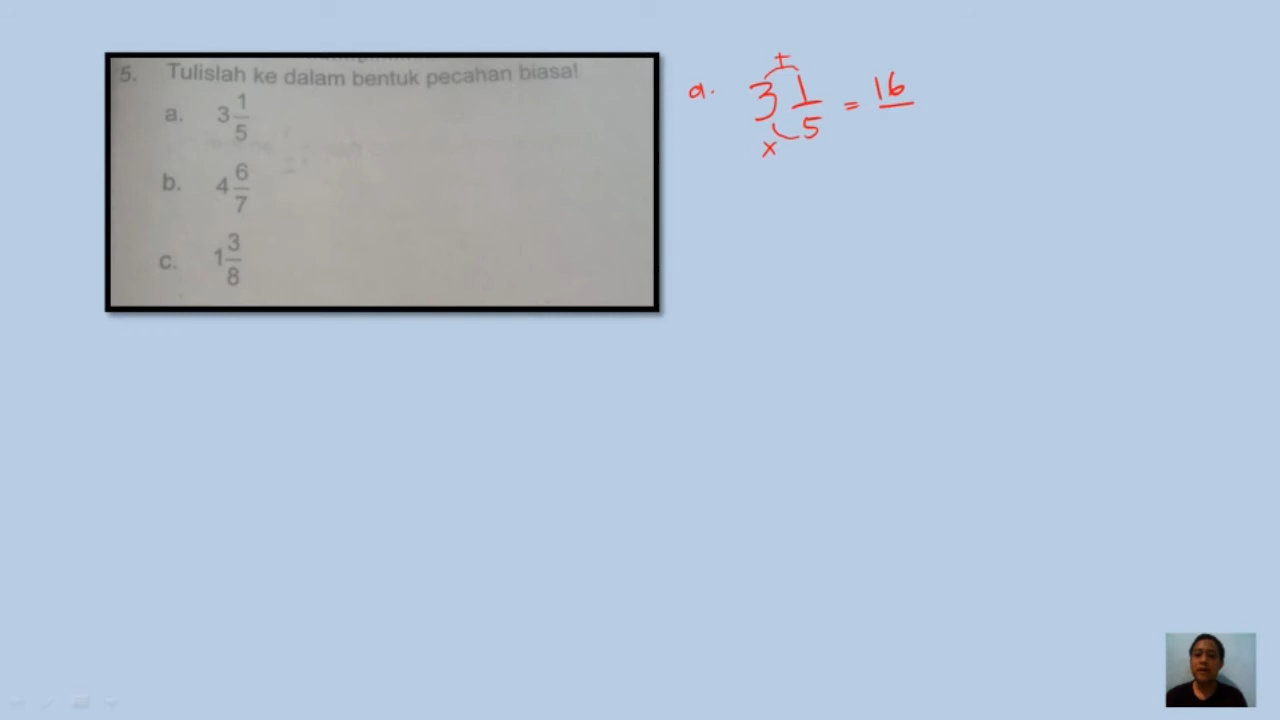 5. Tulislah ke dalam bentuk pecahan biasa!
a. 3 1/5
b. 4 6/7
c. 1 3/8
a. 3 1/5 = 16
+
x